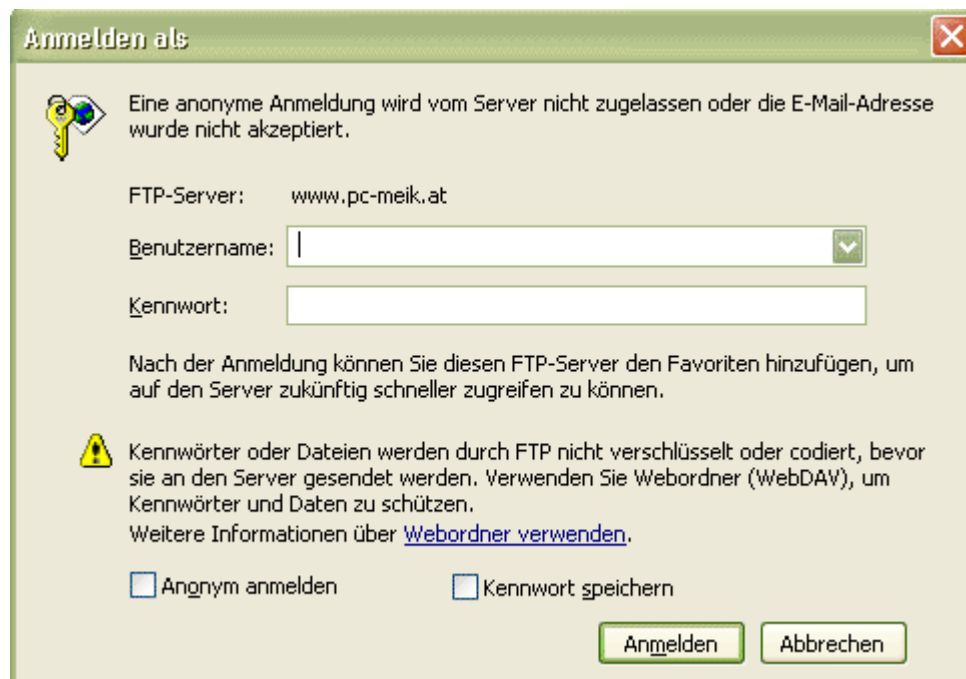 Anmelden als
Eine anonyme Anmeldung wird vom Server nicht zugelassen oder die E-Mail-Adresse
wurde nicht akzeptiert.
FTP-Server: www.pc-meik.at
Benutzername:
Kennwort:
Nach der Anmeldung können Sie diesen FTP-Server den Favoriten hinzufügen, um
auf den Server zukünftig schneller zugreifen zu können.
Kennwörter oder Dateien werden durch FTP nicht verschlüsselt oder codiert, bevor
sie an den Server gesendet werden. Verwenden Sie Webordner (WebDAV), um
Kennwörter und Daten zu schützen.
Weitere Informationen über Webordner verwenden.
Anonym anmelden Kennwort speichern
Anmelden Abbrechen